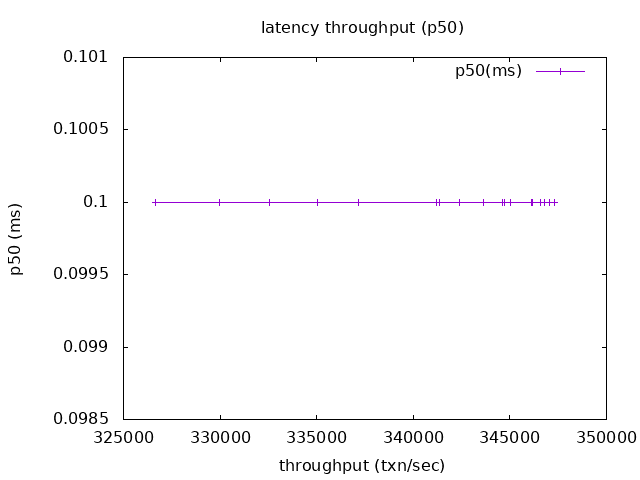 latency throughput (p50)
p50(ms)
0.101
0.1005
0.1
0.0995
0.099
0.0985
p50 (ms)
325000 330000 335000 340000 345000 350000
throughput (txn/sec)